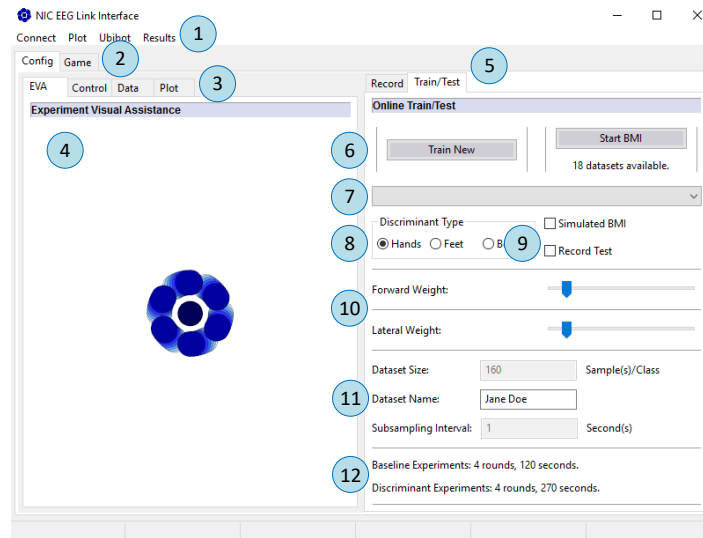 NIC EEG Link Interface
Connect Plot Ubibot Results 1
Config Game 2
EVA Control Data Plot 3
Record Train/Test 5
Experiment Visual Assistance
Online Train/Test
4
6 Train New
Start BMI
18 datasets available.
7
Discriminant Type
Simulated BMI
8 Hands Feet 9
Record Test
Forward Weight:
10
Lateral Weight:
Dataset Size: 160 Sample(s)/Class
11 Dataset Name: Jane Doe
Subsampling Interval: 1 Second(s)
Baseline Experiments: 4 rounds, 120 seconds.
12
Discriminant Experiments: 4 rounds, 270 seconds.